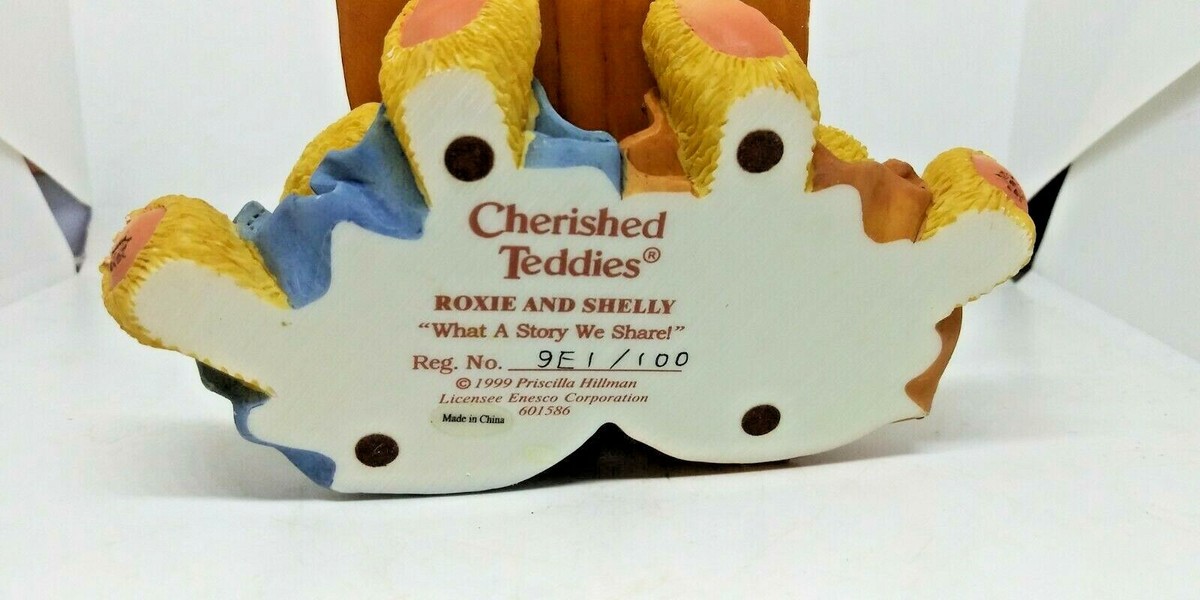 Cherished
Teddies®
ROXIE AND SHELLY
“What A Story We Share!”
Reg. No. 9E1/100
© 1999 Priscilla Hillman
Licensee Enesco Corporation
601586
Made in China